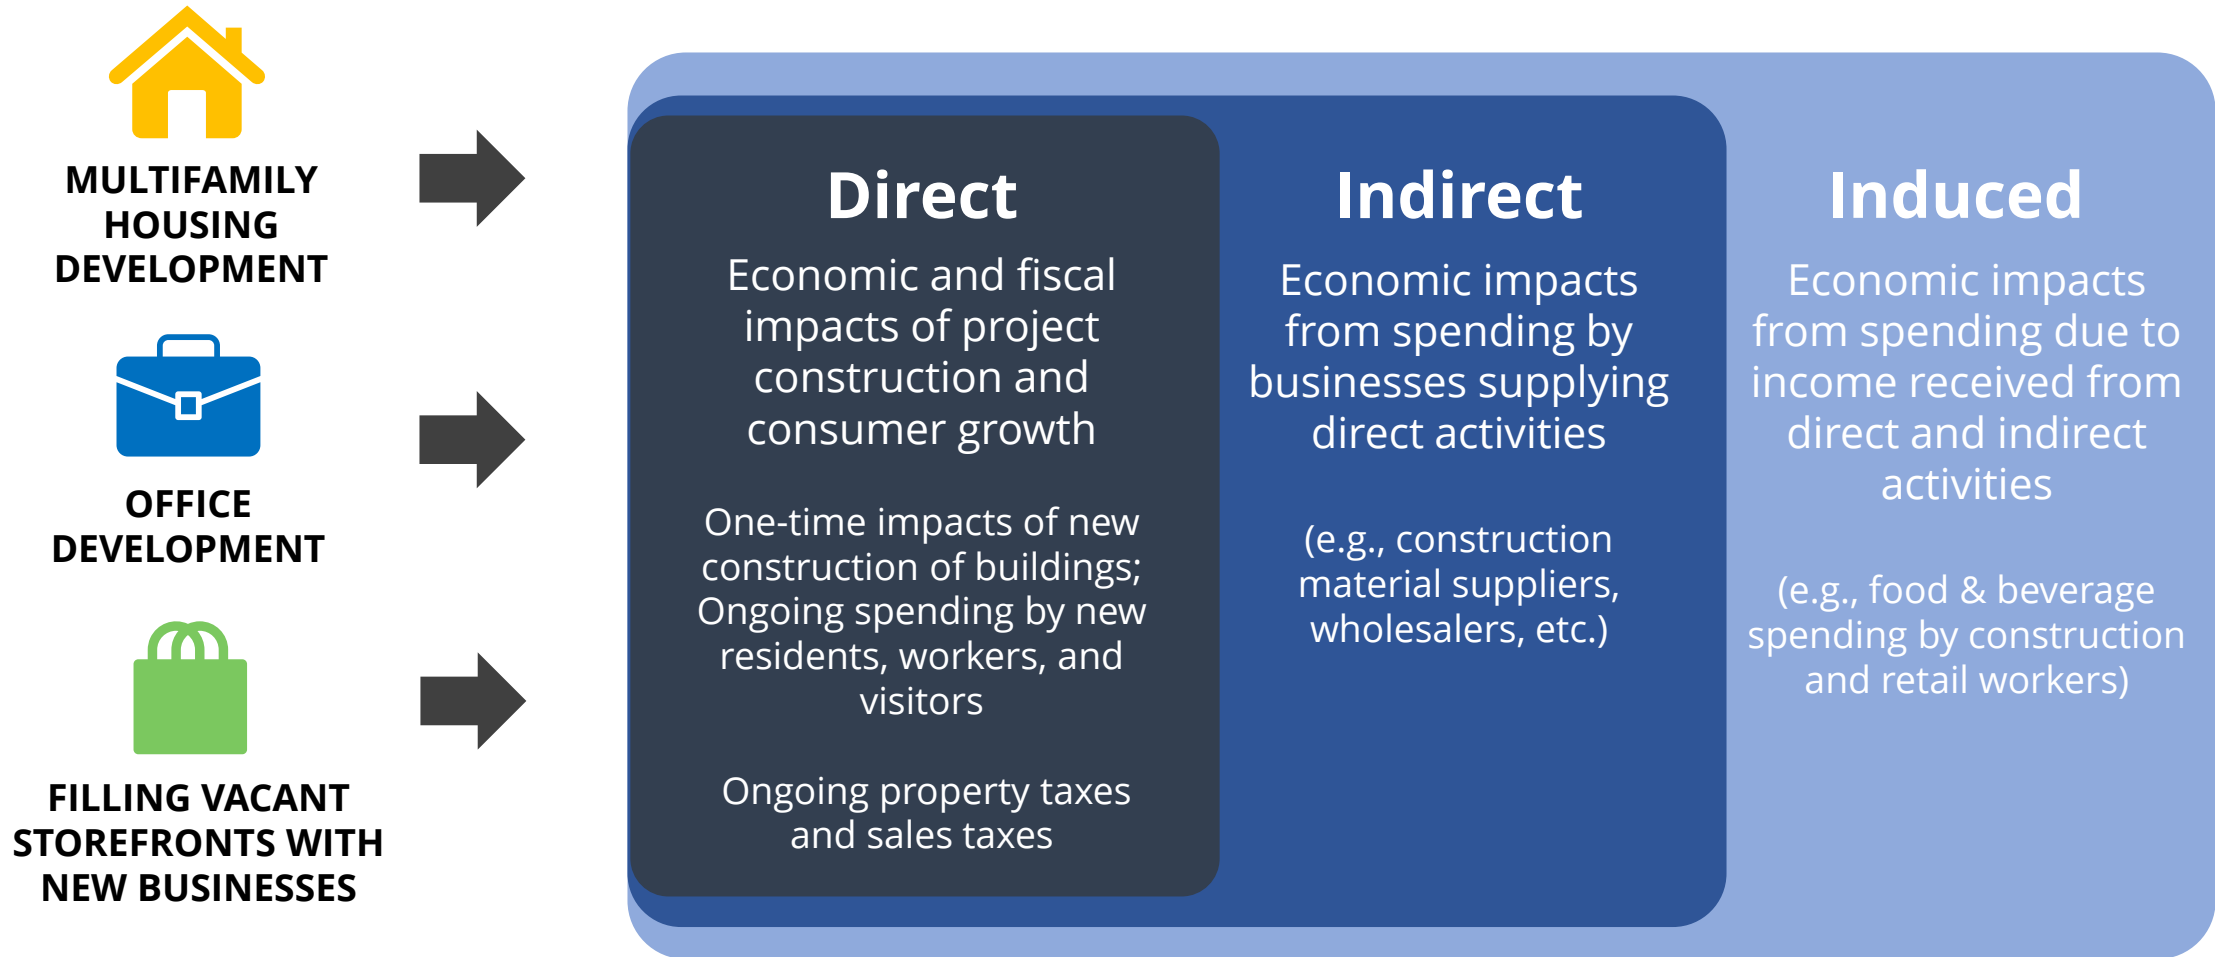 MULTIFAMILY
HOUSING
DEVELOPMENT
OFFICE
DEVELOPMENT
FILLING VACANT
STOREFRONTS WITH
NEW BUSINESSES
Direct
Economic and fiscal
impacts of project
construction and
consumer growth
One-time impacts of new
construction of buildings;
Ongoing spending by new
residents, workers, and
visitors
Ongoing property taxes
and sales taxes
Indirect
Economic impacts
from spending by
businesses supplying
direct activities
(e.g., construction
material suppliers,
wholesalers, etc.)
Induced
Economic impacts
from spending due to
income received from
direct and indirect
activities
(e.g., food & beverage
spending by construction
and retail workers)